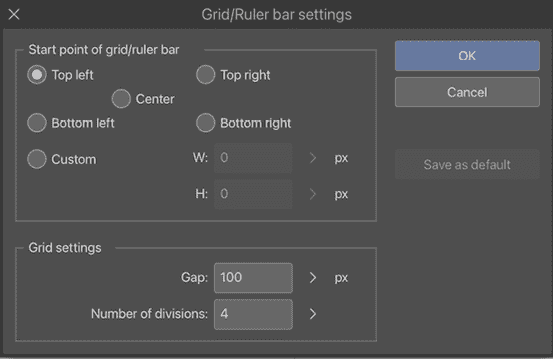 Grid/Ruler bar settings
Start point of grid/ruler bar
Top left
Top right
Center
Bottom left
Bottom right
Custom
W: 0 px
H: 0 px
OK
Cancel
Save as default
Grid settings
Gap: 100 px
Number of divisions: 4